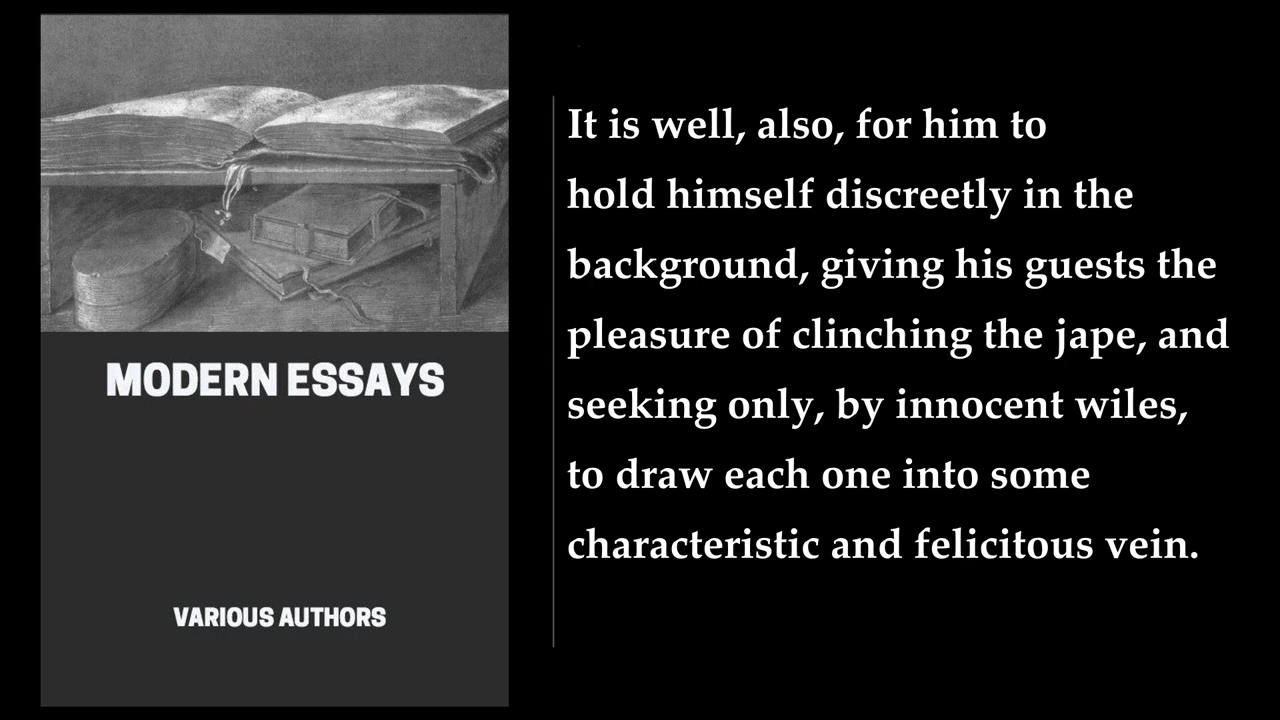 MODERN ESSAYS
VARIOUS AUTHORS
It is well, also, for him to
hold himself discreetly in the
background, giving his guests the
pleasure of clinching the jape, and
seeking only, by innocent wiles,
to draw each one into some
characteristic and felicitous vein.